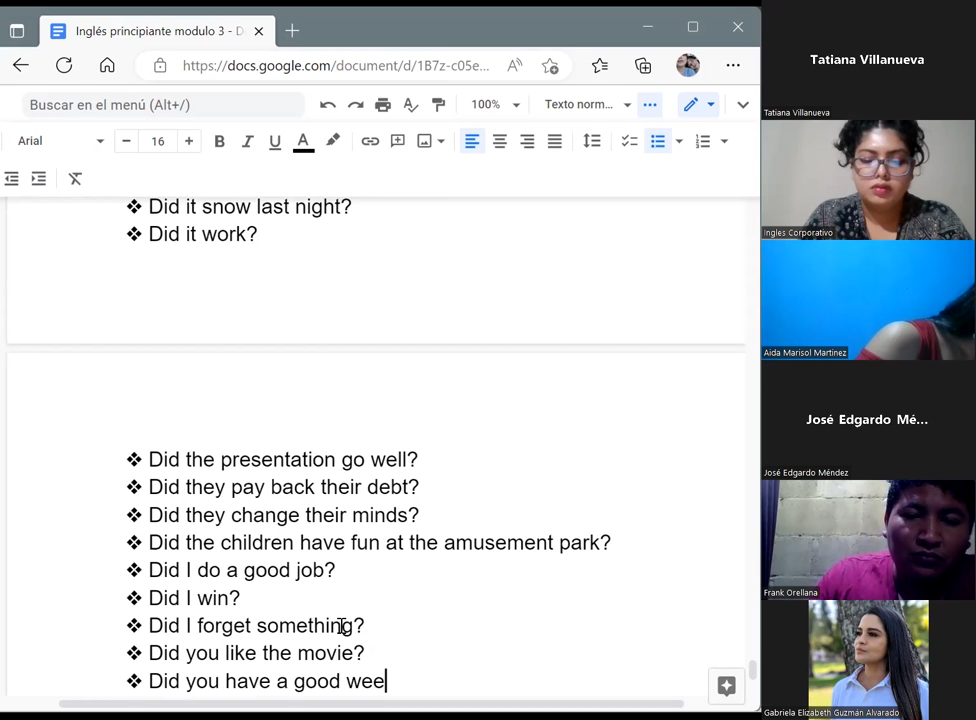 Inglés principiante modulo 3 - D
https://docs.google.com/document/d/1B7z-c05e...
Buscar en el menú (Alt+/)
100%
Texto norm...
Arial
16
❖ Did it snow last night?
❖ Did it work?
❖ Did the presentation go well?
❖ Did they pay back their debt?
❖ Did they change their minds?
❖ Did the children have fun at the amusement park?
❖ Did I do a good job?
❖ Did I win?
❖ Did I forget something?
❖ Did you like the movie?
❖ Did you have a good wee
Tatiana Villanueva
Tatiana Villanueva
Ingles Corporativo
Aida Marisol Martínez
José Edgardo Mé...
José Edgardo Méndez
Frank Orellana
Gabriela Elizabeth Guzmán Alvarado